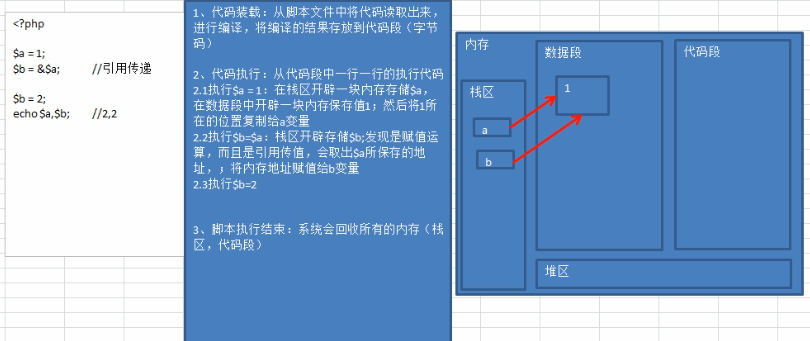 <?php
$a = 1;
$b = &$a; //引用传递
$b = 2;
echo $a,$b; //2,2
1、代码装载：从脚本文件中将代码读取出来，
进行编译，将编译的结果存放到代码段（字节
码）
2、代码执行：从代码段中一行一行的执行代码
2.1执行$a = 1：在栈区开辟一块内存存储$a，
在数据段中开辟一块内存保存值1；然后将1所
在的位置复制给a变量
2.2执行$b=$a：栈区开辟存储$b;发现是赋值运
算，而且是引用传值，会取出$a所保存的地
址，；将内存地址赋值给b变量
2.3执行$b=2
3、脚本执行结束：系统会回收所有的内存（栈
区，代码段）
内存
栈区
a
b
数据段
1
代码段
堆区